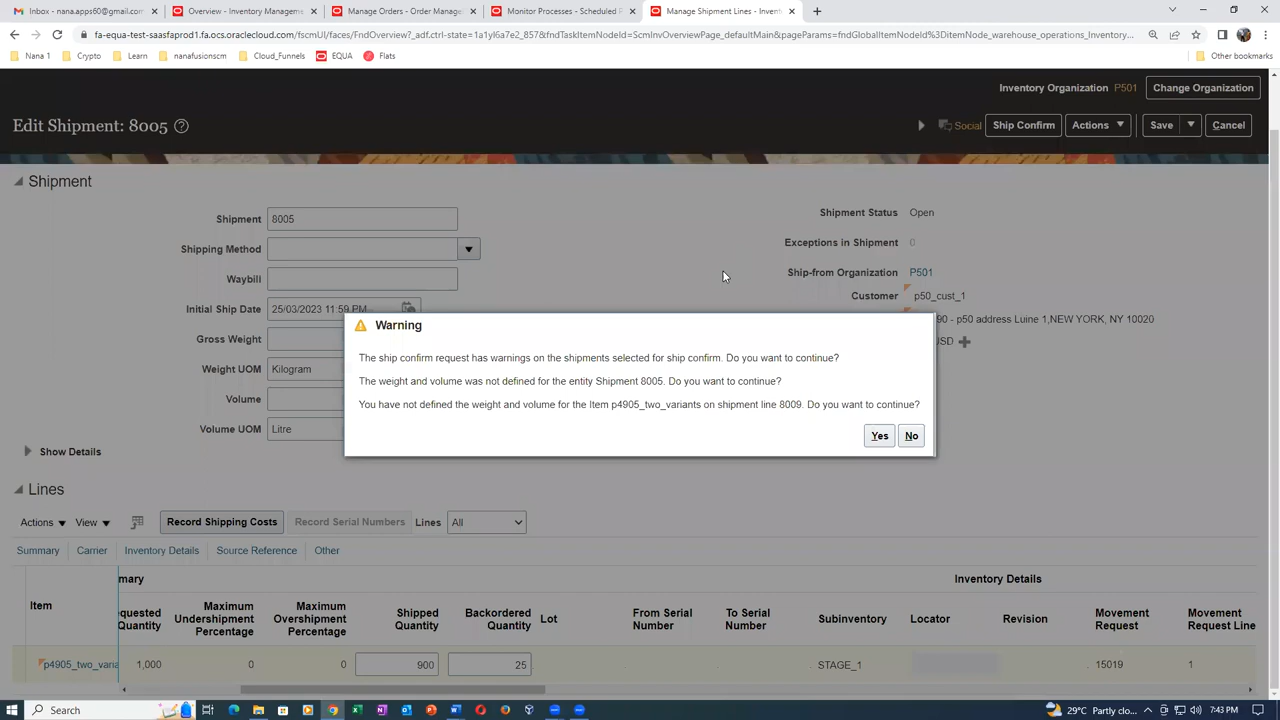 Inbox - nana.apps60@gmail.com
Overview - Inventory Manageme
Manage Orders - Order Manage
Monitor Processes - Scheduled P
Manage Shipment Lines - Invent
fa-equa-test-saasfaprod1.fa.ocs.oraclecloud.com/fscmUI/faces/FndOverview?_adf.ctrl-state=1a1yl6a7e2_857&fndTaskItemNodeId=ScmInvOverviewPage_defaultMain&pageParams=fndGlobalItemNodeId%3DitemNode_warehouse_operations_Inventory...
Nana 1 Crypto Learn nanafusionscm Cloud_Funnels EQUA Flats Other bookmarks
Inventory Organization P501 Change Organization
Edit Shipment: 8005 Social Ship Confirm Actions Save Cancel
Shipment
Shipment 8005 Shipment Status Open
Shipping Method Exceptions in Shipment 0
Waybill Ship-from Organization P501
Initial Ship Date 25/03/2023 11:59 PM Customer p50_cust_1
90 - p50 address Luine 1,NEW YORK, NY 10020
Gross Weight
Weight UOM Kilogram
Volume
Volume UOM Litre
Warning
The ship confirm request has warnings on the shipments selected for ship confirm. Do you want to continue?
The weight and volume was not defined for the entity Shipment 8005. Do you want to continue?
You have not defined the weight and volume for the Item p4905_two_variants on shipment line 8009. Do you want to continue?
Yes No
Show Details
Lines
Actions View Record Shipping Costs Record Serial Numbers Lines All
Summary Carrier Inventory Details Source Reference Other
mary Inventory Details
Item equested Quantity Maximum Undershipment Percentage Maximum Overshipment Percentage Shipped Quantity Backordered Quantity Lot From Serial Number To Serial Number Subinventory Locator Revision Movement Request Movement Request Line
p4905_two_varia 1,000 0 0 900 25 STAGE_1 15019 1
Search 29°C Partly clo... ENG 7:43 PM